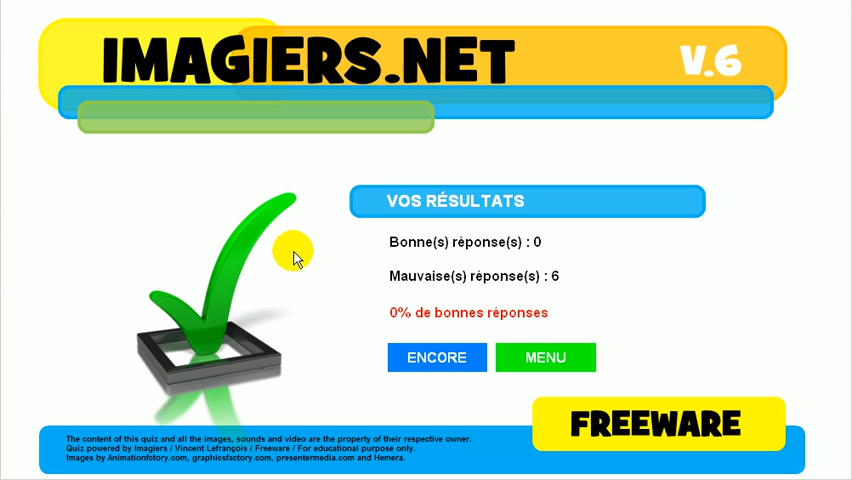 IMAGIERS.NET
V.6
VOS RÉSULTATS
Bonne(s) réponse(s) : 0
Mauvaise(s) réponse(s) : 6
0% de bonnes réponses
ENCORE
MENU
FREEWARE
The content of this quiz and all the images, sounds and video are the property of their respective owner.
Quiz powered by Imagiers / Vincent Lefrançois / Freeware / For educational purpose only.
Images by Animationfctory.com, graphicsfactory.com, presentermedia.com and Hemera.